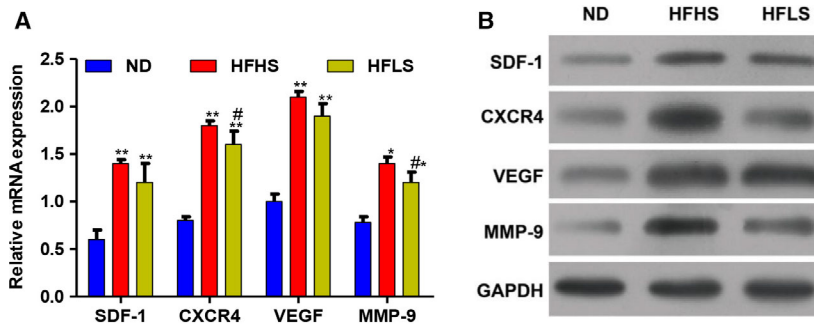 A
Relative mRNA expression
2.5
2.0
1.5
1.0
0.5
0.0
ND HFHS HFLS
** **
** # **
** **
* #*
SDF-1 CXCR4 VEGF MMP-9
B
ND HFHS HFLS
SDF-1
CXCR4
VEGF
MMP-9
GAPDH